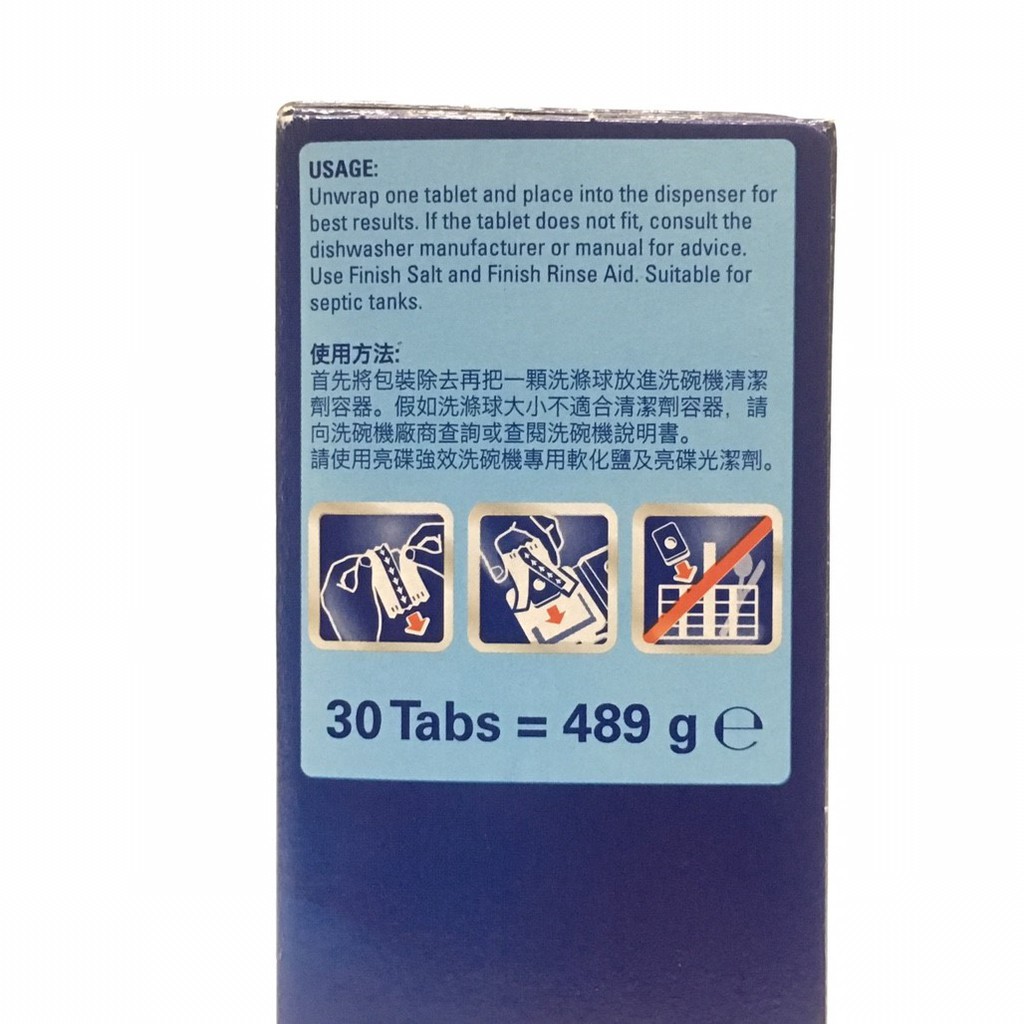 USAGE:
Unwrap one tablet and place into the dispenser for
best results. If the tablet does not fit, consult the
dishwasher manufacturer or manual for advice.
Use Finish Salt and Finish Rinse Aid. Suitable for
septic tanks.
使用方法:
首先將包裝除去再把一顆洗滌球放進洗碗機清潔
劑容器。假如洗滌球大小不適合清潔劑容器，請
向洗碗機廠商查詢或查閱洗碗機說明書。
請使用亮碟強效洗碗機專用軟化鹽及亮碟光潔劑。
30 Tabs = 489 g ℮